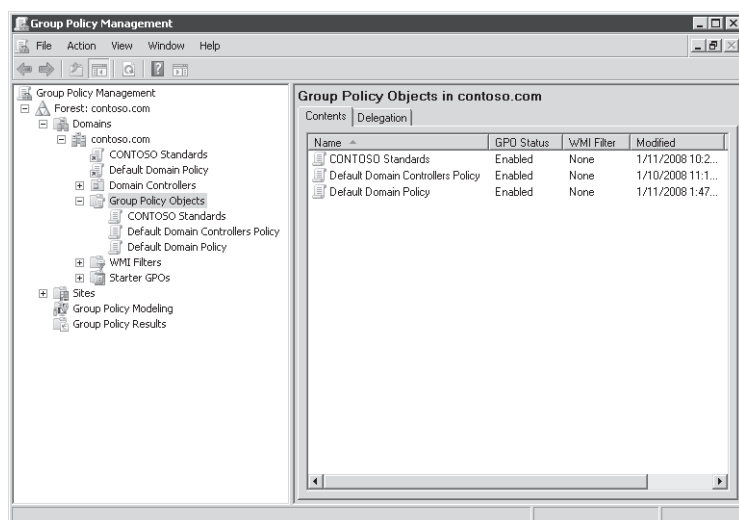 Group Policy Management
File Action View Window Help
Group Policy Management
Forest: contoso.com
Domains
contoso.com
CONTOSO Standards
Default Domain Policy
Domain Controllers
Group Policy Objects
CONTOSO Standards
Default Domain Controllers Policy
Default Domain Policy
WMI Filters
Starter GPOs
Sites
Group Policy Modeling
Group Policy Results
Group Policy Objects in contoso.com
Contents Delegation
Name GPO Status WMI Filter Modified
CONTOSO Standards Enabled None 1/11/2008 10:2...
Default Domain Controllers Policy Enabled None 1/10/2008 11:1...
Default Domain Policy Enabled None 1/11/2008 1:47...